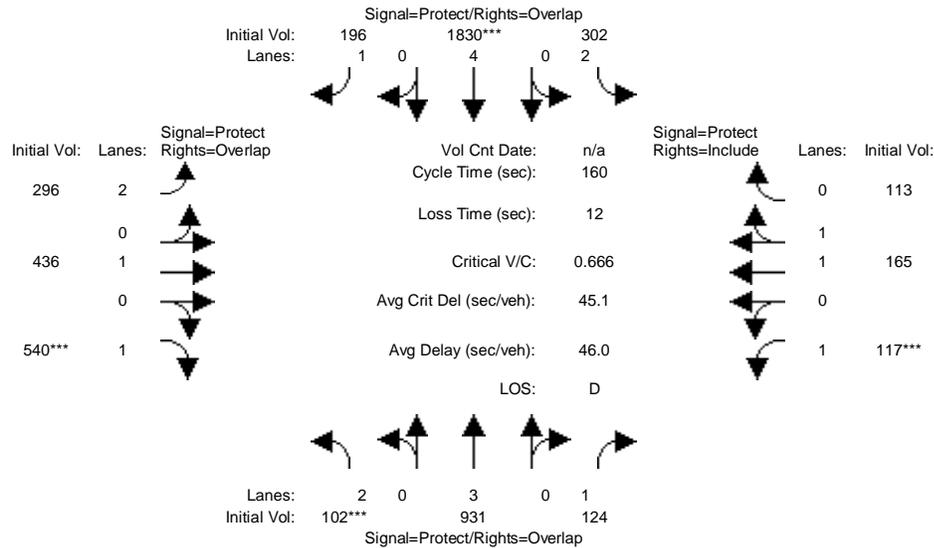 Signal=Protect/Rights=Overlap
Initial Vol: 196 1830*** 302
Lanes: 1 0 4 0 2
Signal=Protect
Initial Vol: Lanes: Rights=Overlap
Vol Cnt Date: n/a
Signal=Protect
Rights=Include Lanes: Initial Vol:
Cycle Time (sec): 160
296 2
0 113
Loss Time (sec): 12
0
1
436 1
Critical V/C: 0.666
1 165
0
Avg Crit Del (sec/veh): 45.1
0
540*** 1
Avg Delay (sec/veh): 46.0
1 117***
LOS: D
Lanes: 2 0 3 0 1
Initial Vol: 102*** 931 124
Signal=Protect/Rights=Overlap